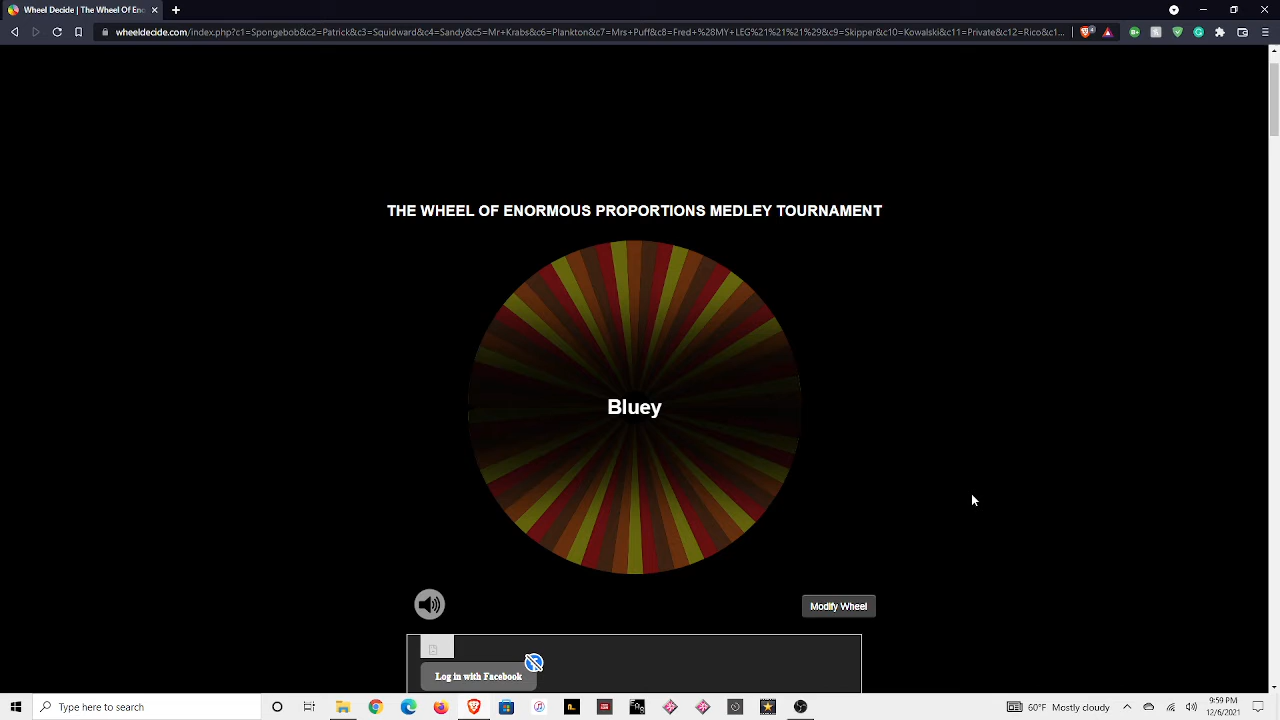 Wheel Decide | The Wheel Of Eno
wheeldecide.com/index.php?c1=Spongebob&c2=Patrick&c3=Squidward&c4=Sandy&c5=Mr+Krabs&c6=Plankton&c7=Mrs+Puff&c8=Fred+%28MY+LEG%21%21%21%29&c9=Skipper&c10=Kowalski&c11=Private&c12=Rico&c1...
THE WHEEL OF ENORMOUS PROPORTIONS MEDLEY TOURNAMENT
Bluey
Modify Wheel
Log in with Facebook
Type here to search
60°F Mostly cloudy
9:59 PM
12/6/2021